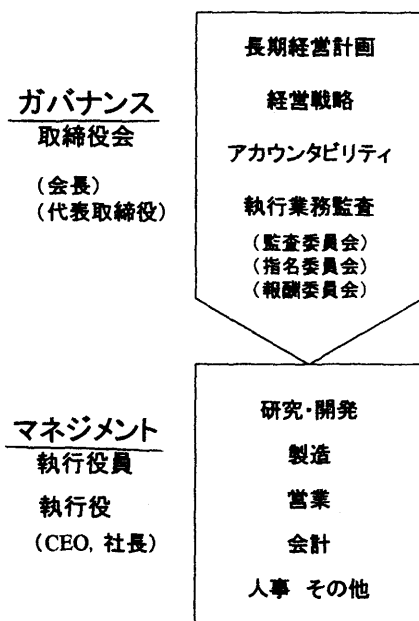 ガバナンス
取締役会
(会長)
(代表取締役)
長期経営計画
経営戦略
アカウンタビリティ
執行業務監査
(監査委員会)
(指名委員会)
(報酬委員会)
マネジメント
執行役員
執行役
(CEO, 社長)
研究・開発
製造
営業
会計
人事 その他